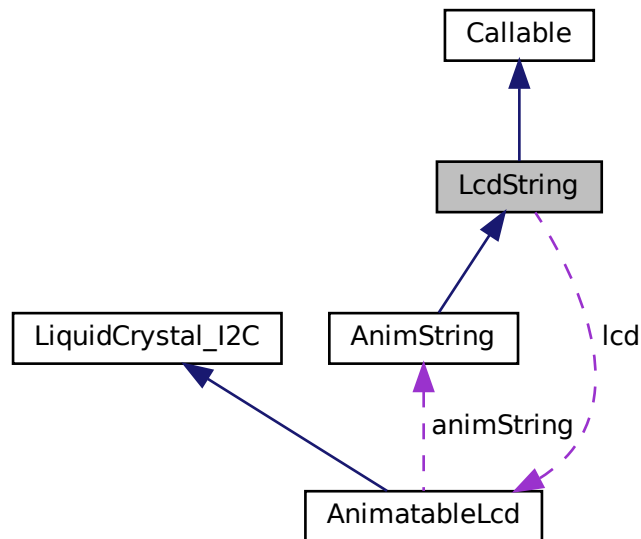 Callable
LcdString
LiquidCrystal_I2C
AnimString
lcd
animString
AnimatableLcd